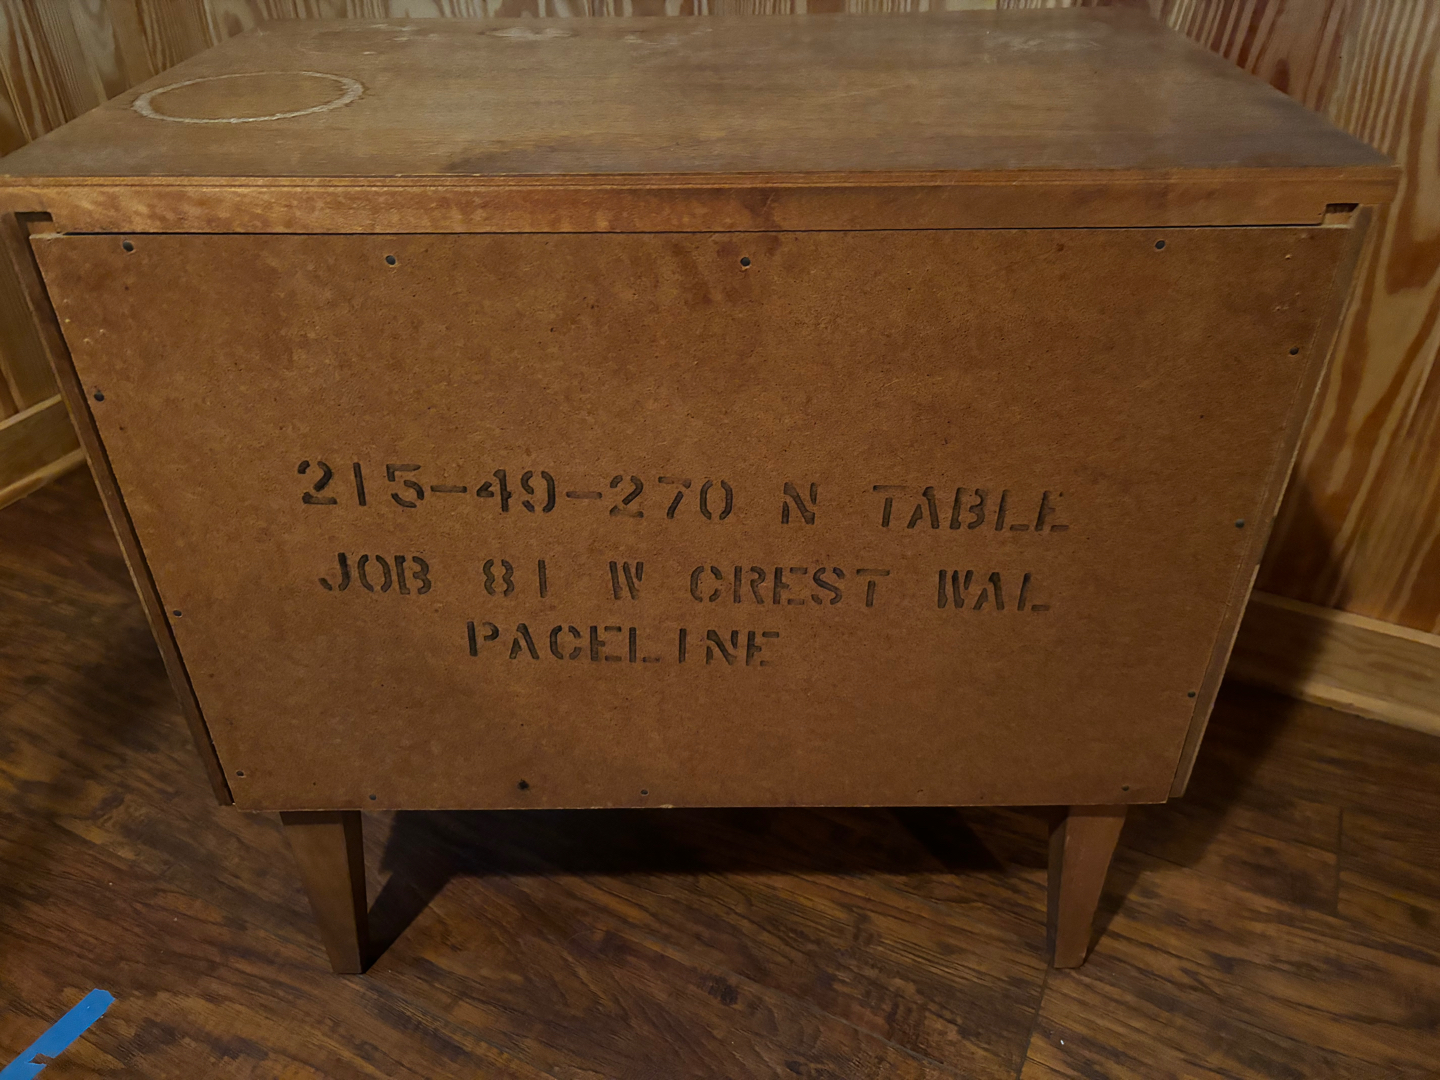 215-49-270 N TABLE
JOB 81 W CREST WAL
PACELINE